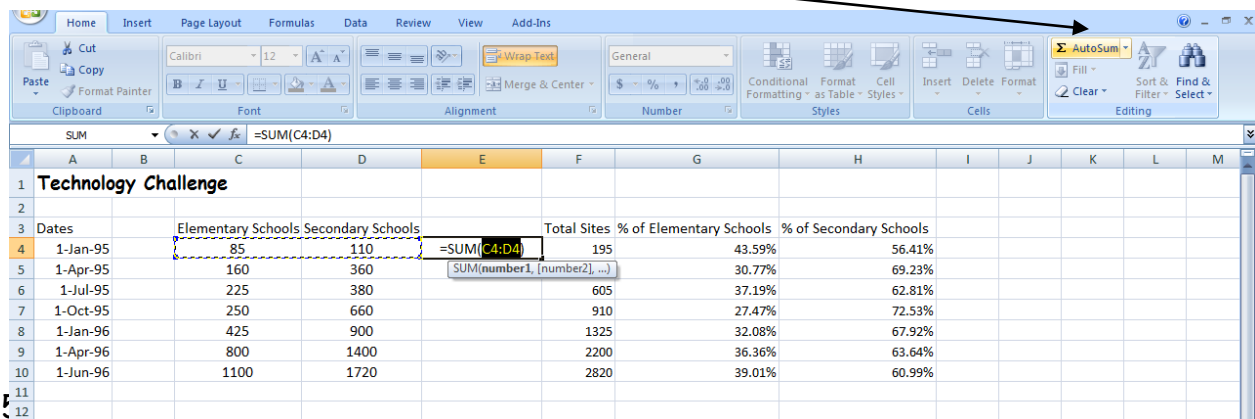 Home Insert Page Layout Formulas Data Review View Add-Ins
Cut
Copy
Format Painter
Paste
Clipboard
Calibri 12 A A
B I U A
Font
Wrap Text
Merge & Center
Alignment
General
$ % , .0 .00 .00 .0
Number
Conditional Formatting
Format as Table
Cell Styles
Styles
Insert Delete Format
Cells
Σ AutoSum
Fill
Clear
Sort & Filter
Find & Select
Editing
SUM fx =SUM(C4:D4)
A B C D E F G H I J K L M
1 Technology Challenge
2
3 Dates Elementary Schools Secondary Schools Total Sites % of Elementary Schools % of Secondary Schools
4 1-Jan-95 85 110 =SUM(C4:D4) 195 43.59% 56.41%
SUM(number1, [number2], ...)
5 1-Apr-95 160 360 30.77% 69.23%
6 1-Jul-95 225 380 605 37.19% 62.81%
7 1-Oct-95 250 660 910 27.47% 72.53%
8 1-Jan-96 425 900 1325 32.08% 67.92%
9 1-Apr-96 800 1400 2200 36.36% 63.64%
10 1-Jun-96 1100 1720 2820 39.01% 60.99%
11
12